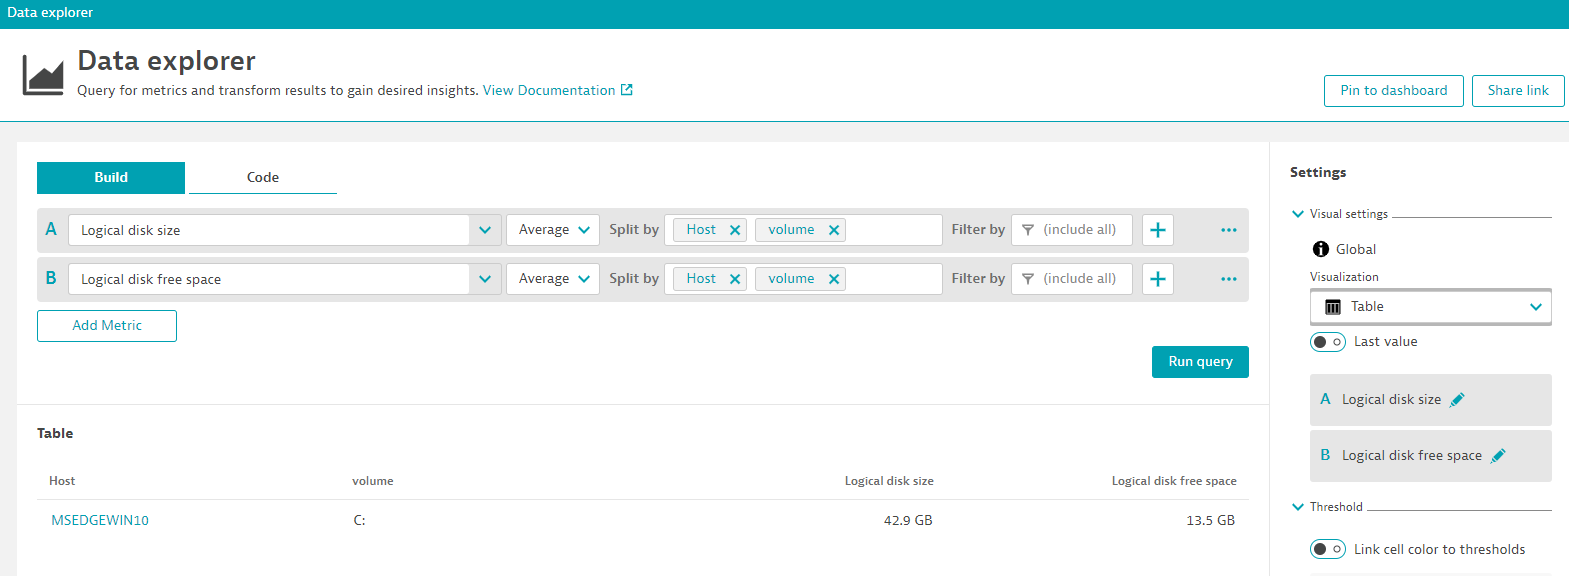 Data explorer
Data explorer
Query for metrics and transform results to gain desired insights. View Documentation
Pin to dashboard Share link
Build Code
A Logical disk size Average Split by Host volume Filter by (include all)
B Logical disk free space Average Split by Host volume Filter by (include all)
Add Metric
Run query
Table
Host volume Logical disk size Logical disk free space
MSEDGEWIN10 C: 42.9 GB 13.5 GB
Settings
Visual settings
Global
Visualization
Table
Last value
A Logical disk size
B Logical disk free space
Threshold
Link cell color to thresholds